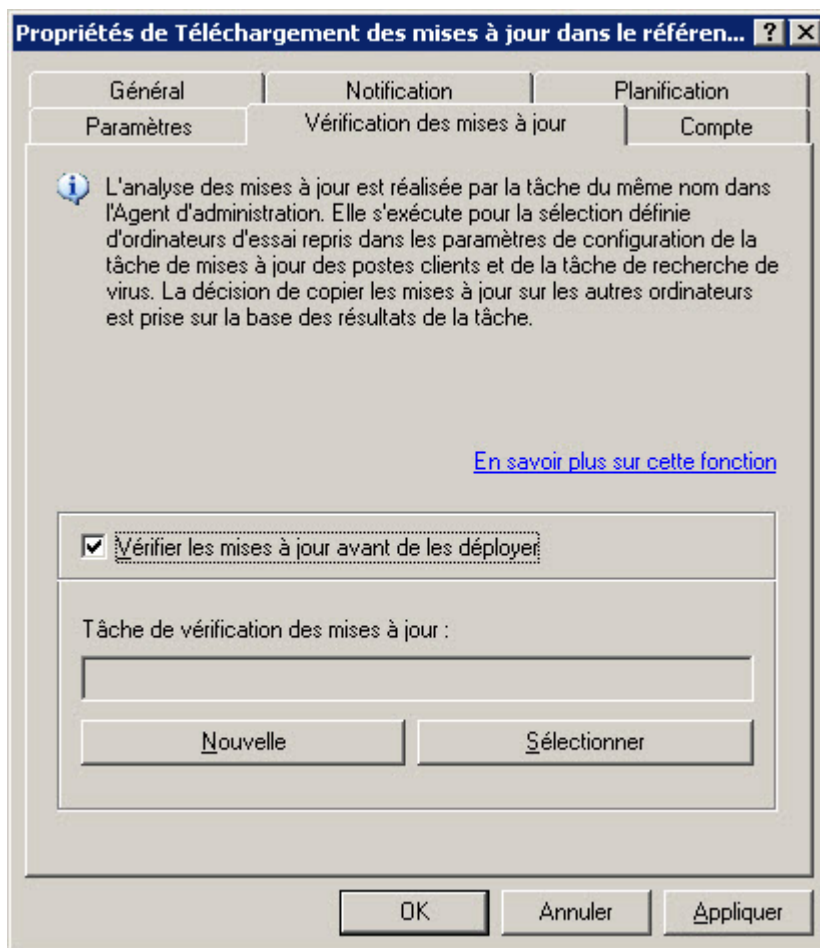 Propriétés de Téléchargement des mises à jour dans le référen...
Général Notification Planification
Paramètres Vérification des mises à jour Compte
L'analyse des mises à jour est réalisée par la tâche du même nom dans
l'Agent d'administration. Elle s'exécute pour la sélection définie
d'ordinateurs d'essai repris dans les paramètres de configuration de la
tâche de mises à jour des postes clients et de la tâche de recherche de
virus. La décision de copier les mises à jour sur les autres ordinateurs
est prise sur la base des résultats de la tâche.
En savoir plus sur cette fonction
Vérifier les mises à jour avant de les déployer
Tâche de vérification des mises à jour :
Nouvelle Sélectionner
OK Annuler Appliquer